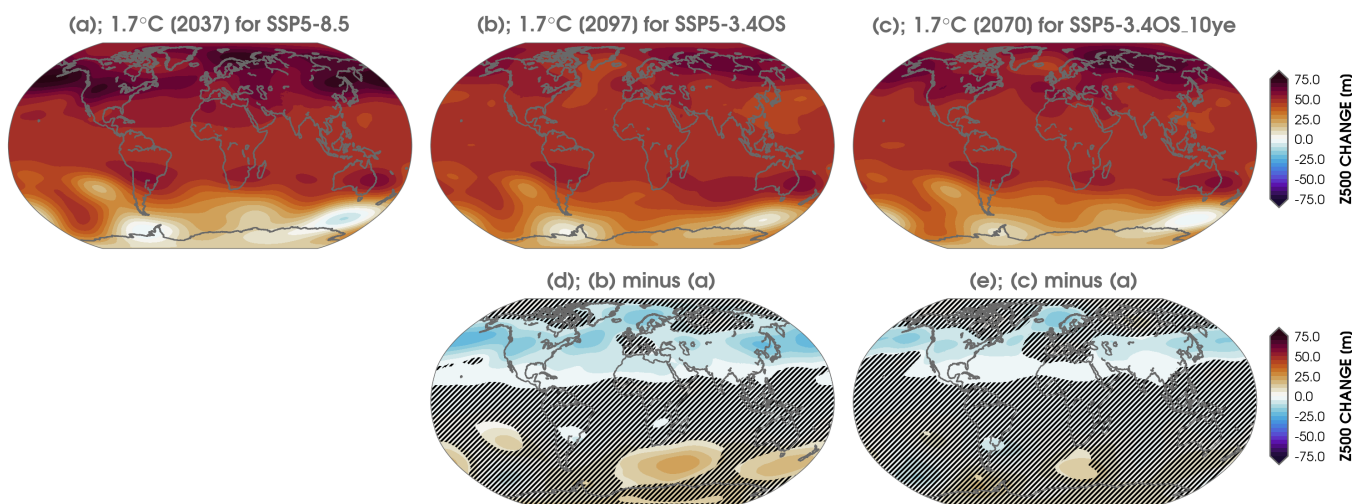 (a); 1.7°C (2037) for SSP5-8.5
(b); 1.7°C (2097) for SSP5-3.4OS
(c); 1.7°C (2070) for SSP5-3.4OS_10ye
75.0
50.0
25.0
0.0
-25.0
-50.0
-75.0
Z500 CHANGE (m)
(d); (b) minus (a)
(e); (c) minus (a)
75.0
50.0
25.0
0.0
-25.0
-50.0
-75.0
Z500 CHANGE (m)